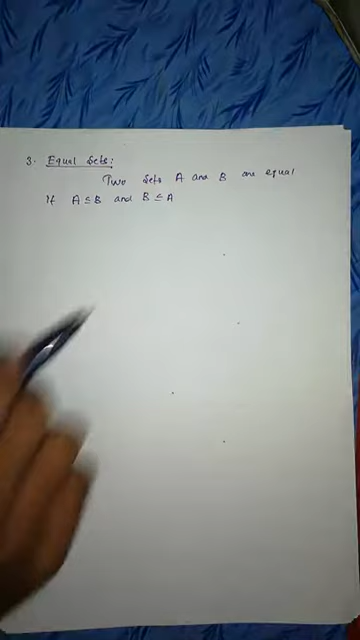 3. Equal Sets:
Two Sets A and B are equal
If A ⊆ B and B ⊆ A